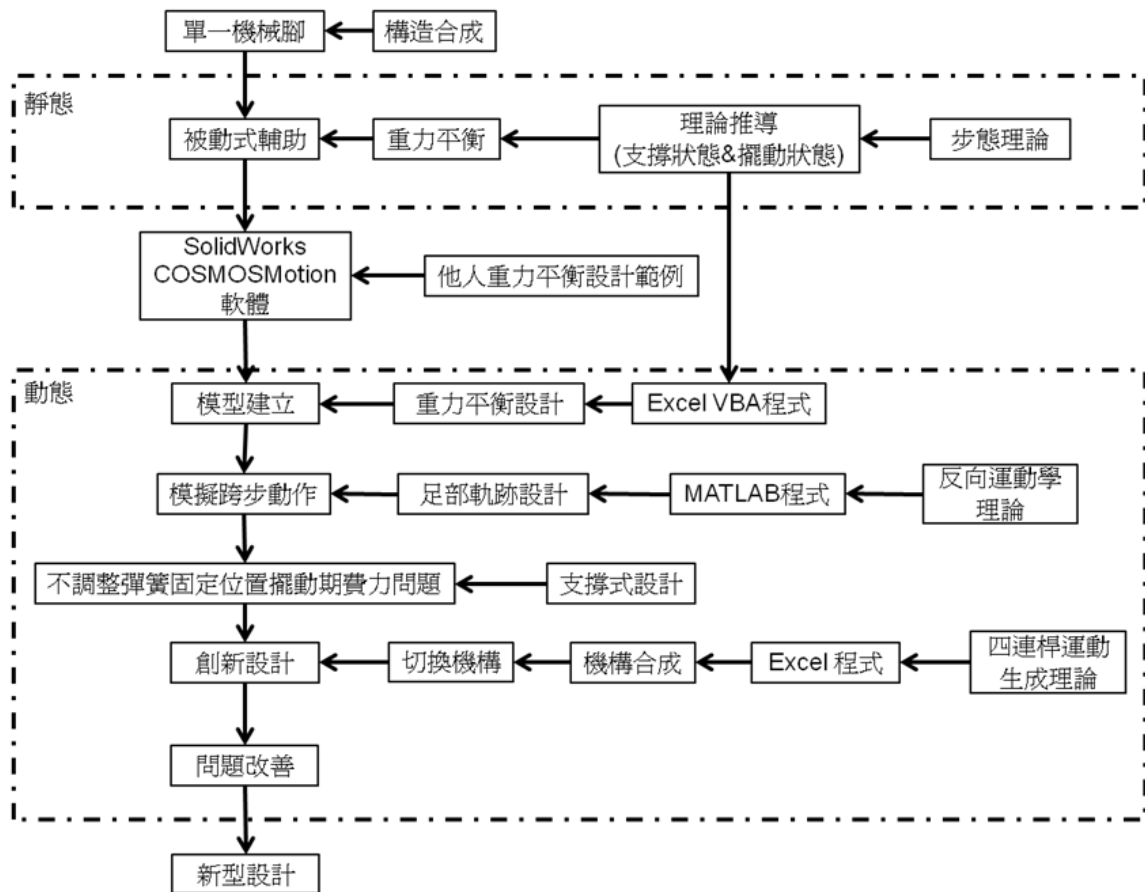 單一機械腳
構造合成
靜態
被動式輔助
重力平衡
理論推導
(支撐狀態&擺動狀態)
步態理論
SolidWorks
COSMOSMotion
軟體
他人重力平衡設計範例
動態
模型建立
重力平衡設計
Excel VBA程式
模擬跨步動作
足部軌跡設計
MATLAB程式
反向運動學
理論
不調整彈簧固定位置擺動期費力問題
支撐式設計
創新設計
切換機構
機構合成
Excel 程式
四連桿運動
生成理論
問題改善
新型設計